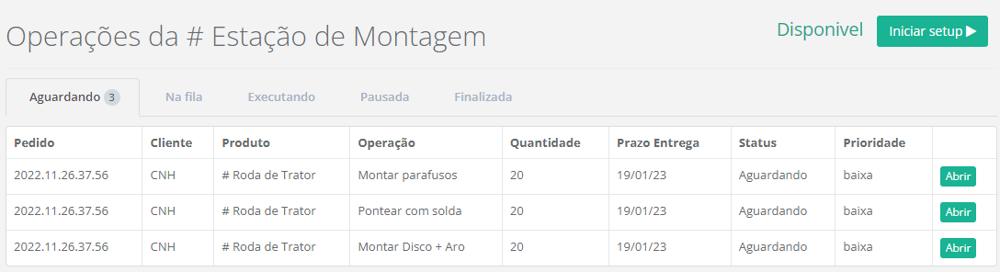 Operações da # Estação de Montagem
Disponivel Iniciar setup
Aguardando 3 Na fila Executando Pausada Finalizada
Pedido Cliente Produto Operação Quantidade Prazo Entrega Status Prioridade
2022.11.26.37.56 CNH # Roda de Trator Montar parafusos 20 19/01/23 Aguardando baixa Abrir
2022.11.26.37.56 CNH # Roda de Trator Pontear com solda 20 19/01/23 Aguardando baixa Abrir
2022.11.26.37.56 CNH # Roda de Trator Montar Disco + Aro 20 19/01/23 Aguardando baixa Abrir